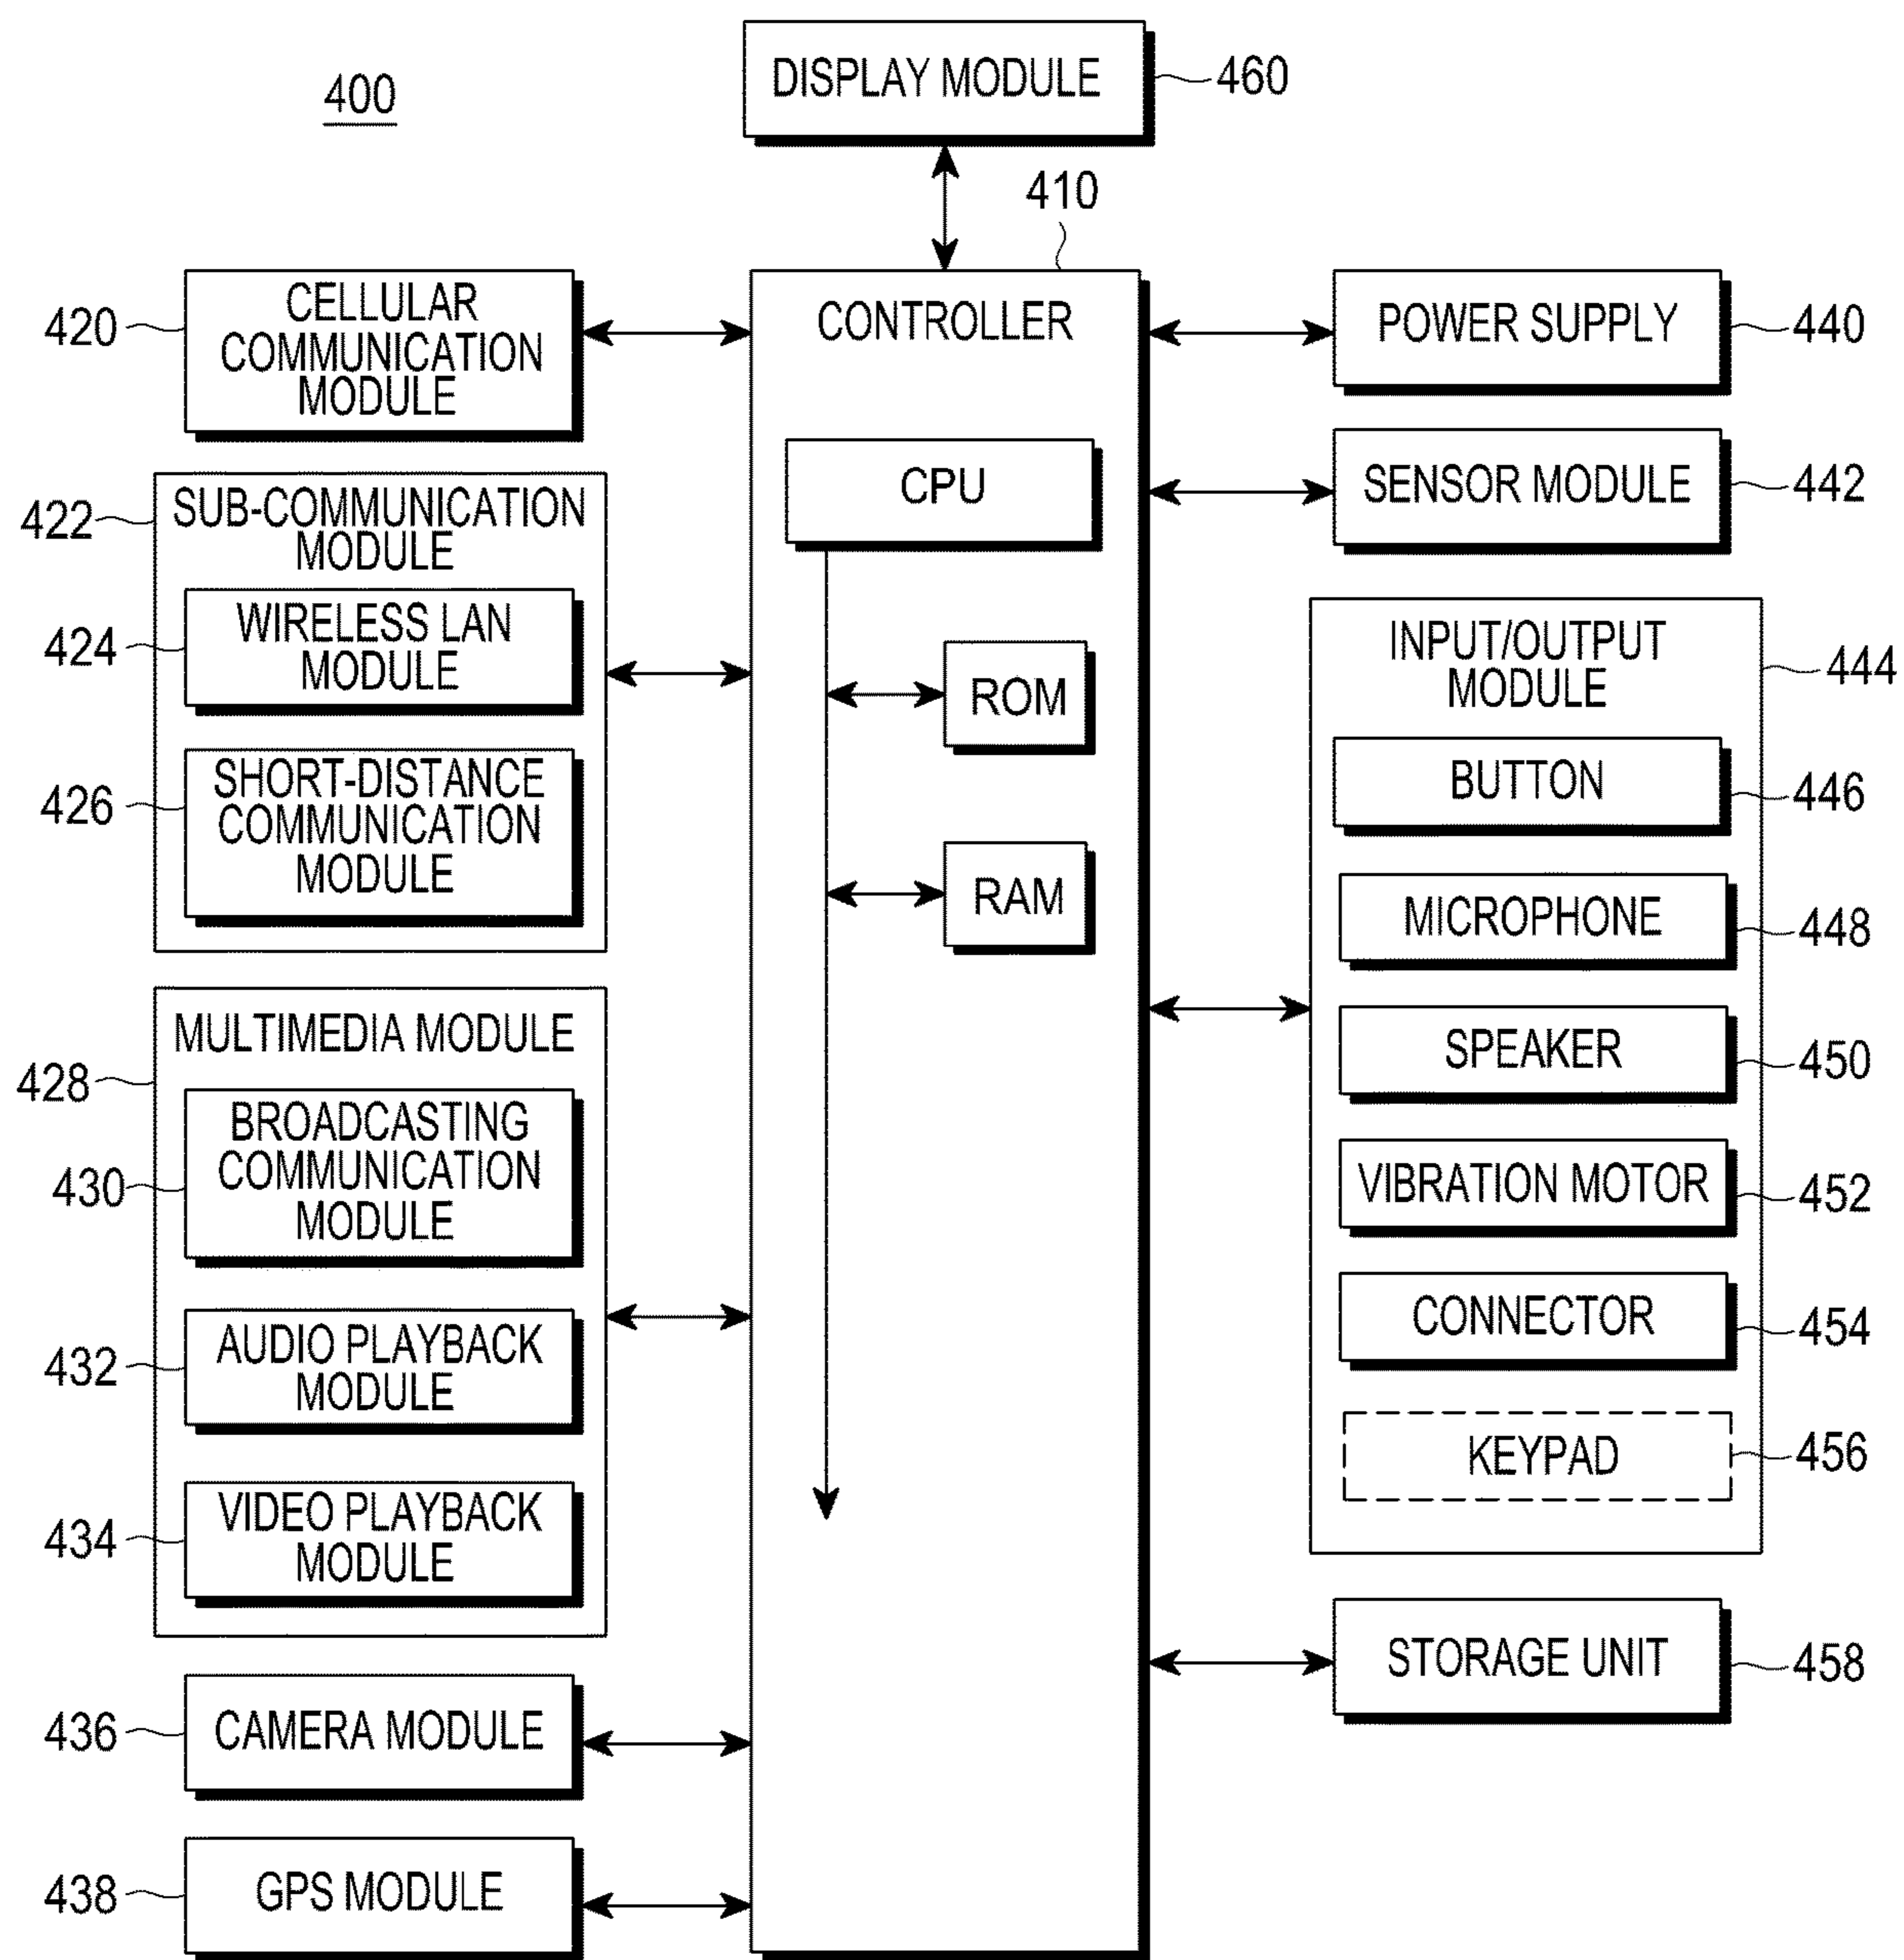 400
DISPLAY MODULE
460
410
CELLULAR
COMMUNICATION
MODULE
420
SUB-COMMUNICATION
MODULE
422
WIRELESS LAN
MODULE
424
SHORT-DISTANCE
COMMUNICATION
MODULE
426
MULTIMEDIA MODULE
428
BROADCASTING
COMMUNICATION
MODULE
430
AUDIO PLAYBACK
MODULE
432
VIDEO PLAYBACK
MODULE
434
CAMERA MODULE
436
GPS MODULE
438
CONTROLLER
CPU
ROM
RAM
POWER SUPPLY
440
SENSOR MODULE
442
INPUT/OUTPUT
MODULE
444
BUTTON
446
MICROPHONE
448
SPEAKER
450
VIBRATION MOTOR
452
CONNECTOR
454
KEYPAD
456
STORAGE UNIT
458